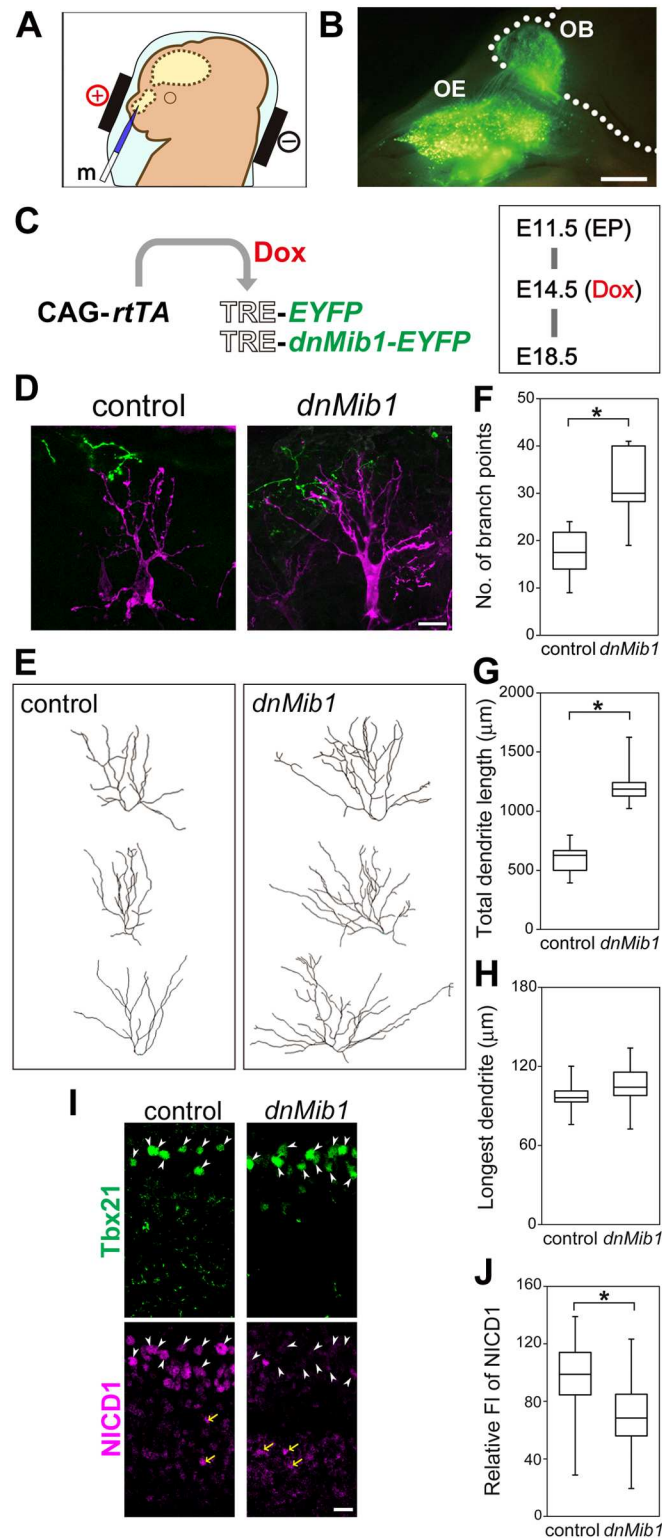 A
+
−
m
B
OB
OE
C
Dox
CAG-rtTA
TRE-EYFP
TRE-dnMib1-EYFP
E11.5 (EP)
E14.5 (Dox)
E18.5
D
control dnMib1
E
control
dnMib1
F
No. of branch points
50
40
30
20
10
0
*
control dnMib1
G
Total dendrite length (μm)
2000
1500
1000
500
0
*
control dnMib1
H
Longest dendrite (μm)
180
120
60
0
control dnMib1
I
control dnMib1
Tbx21
NICD1
J
Relative FI of NICD1
160
120
80
40
0
*
control dnMib1